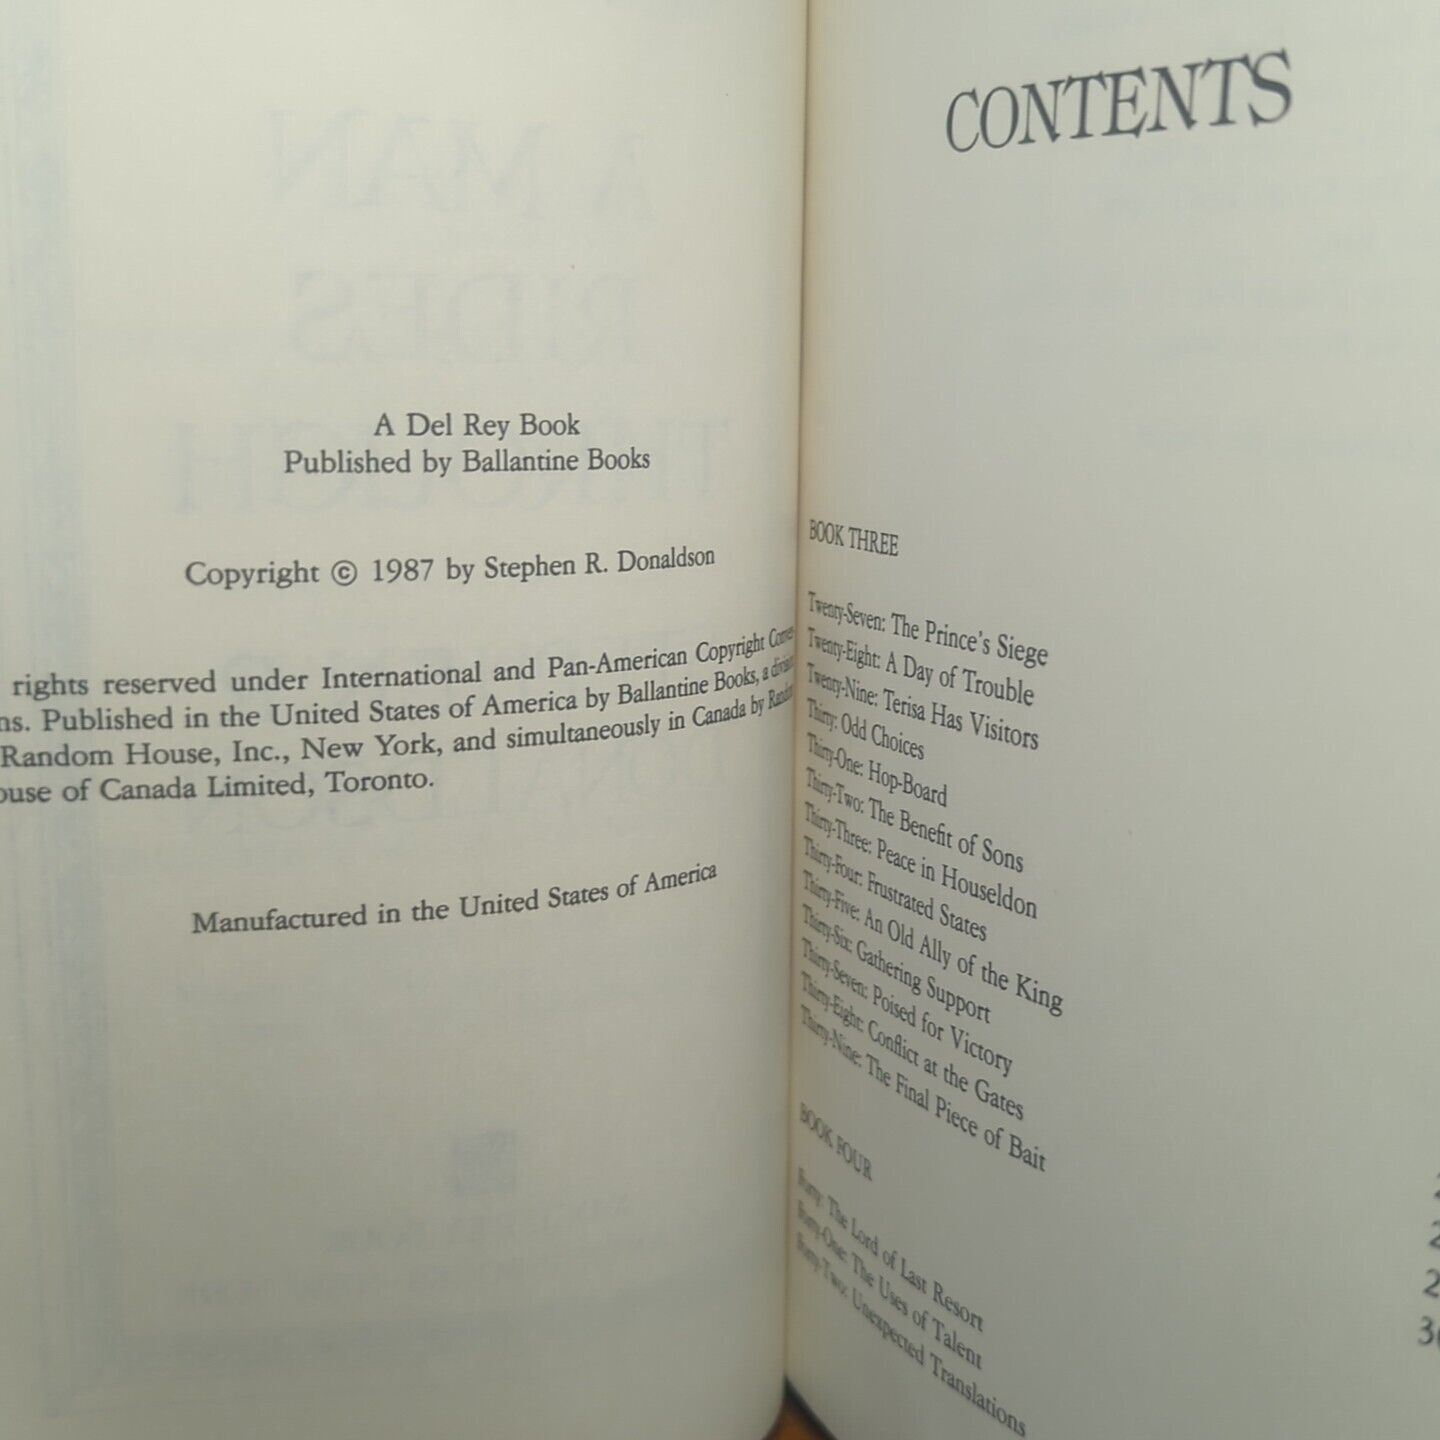 A Del Rey Book
Published by Ballantine Books
Copyright © 1987 by Stephen R. Donaldson
rights reserved under International and Pan-American Copyright
ns. Published in the United States of America by Ballantine Books, a
Random House, Inc., New York, and simultaneously in Canada by
ouse of Canada Limited, Toronto.
Manufactured in the United States of America
CONTENTS
BOOK THREE
Twenty-Seven: The Prince's Siege
Twenty-Eight: A Day of Trouble
Twenty-Nine: Terisa Has Visitors
Thirty: Odd Choices
Thirty-One: Hop-Board
Thirty-Two: The Benefit of Sons
Thirty-Three: Peace in Houseldon
Thirty-Four: Frustrated States
Thirty-Five: An Old Ally of the King
Thirty-Six: Gathering Support
Thirty-Seven: Poised for Victory
Thirty-Eight: Conflict at the Gates
Thirty-Nine: The Final Piece of Bait
BOOK FOUR
Forty: The Lord of Last Resort
Forty-One: The Uses of Talent
Forty-Two: Unexpected Translations